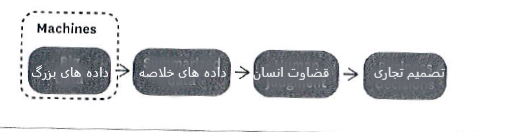 Machines
داده های بزرگ
داده های خلاصه
قضاوت انسان
تصمیم تجاری